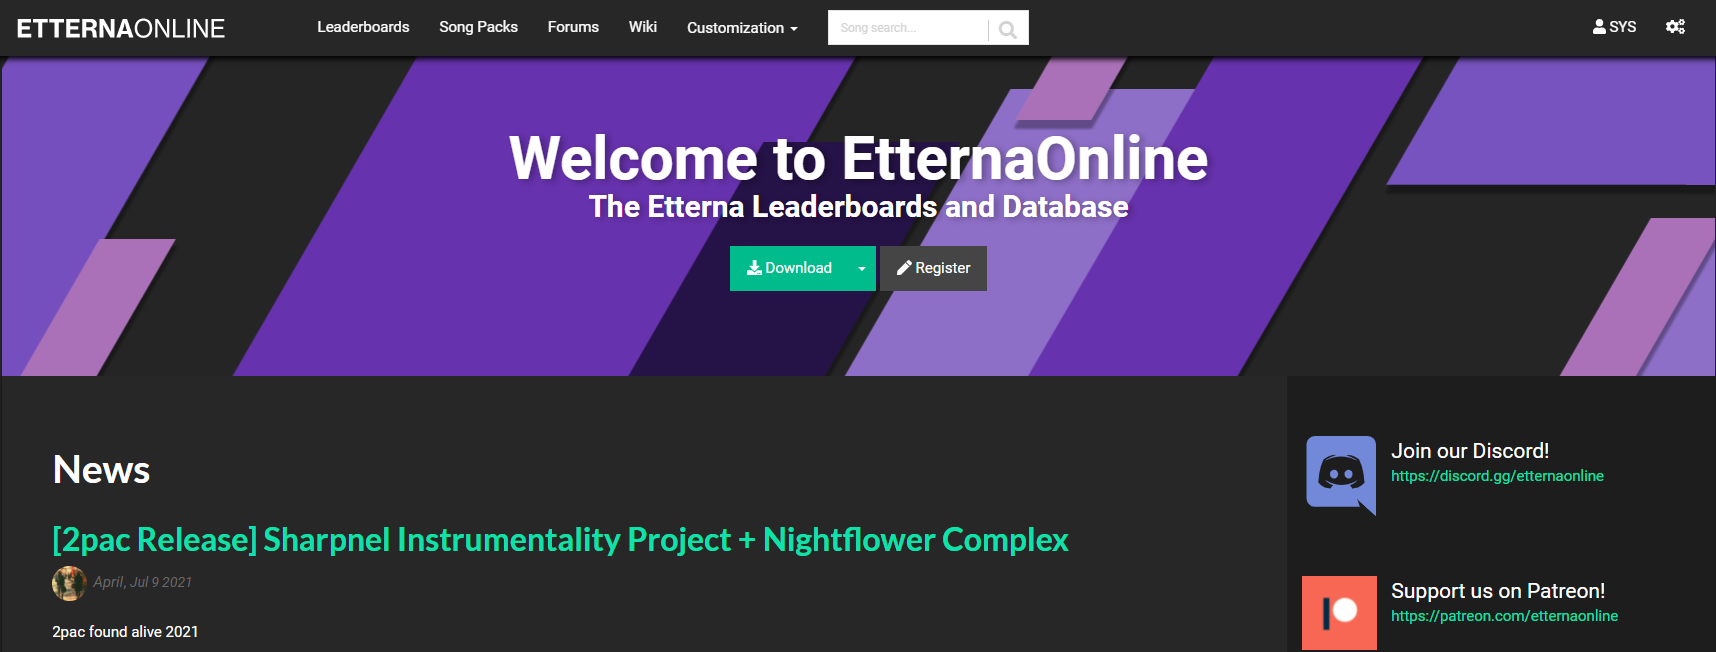 ETTERNAONLINE
Leaderboards
Song Packs
Forums
Wiki
Customization
Song search...
SYS
Welcome to EtternaOnline
The Etterna Leaderboards and Database
Download
Register
News
[2pac Release] Sharpnel Instrumentality Project + Nightflower Complex
April, Jul 9 2021
2pac found alive 2021
Join our Discord!
https://discord.gg/etternaonline
Support us on Patreon!
https://patreon.com/etternaonline